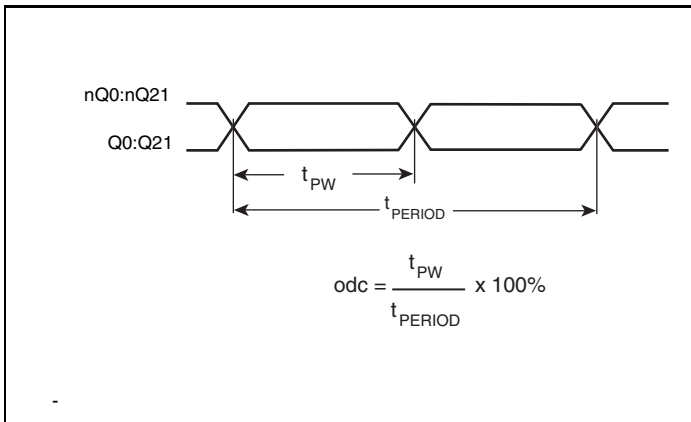 nQ0:nQ21
Q0:Q21
tPW
tPERIOD
odc = tPW / tPERIOD x 100%
-